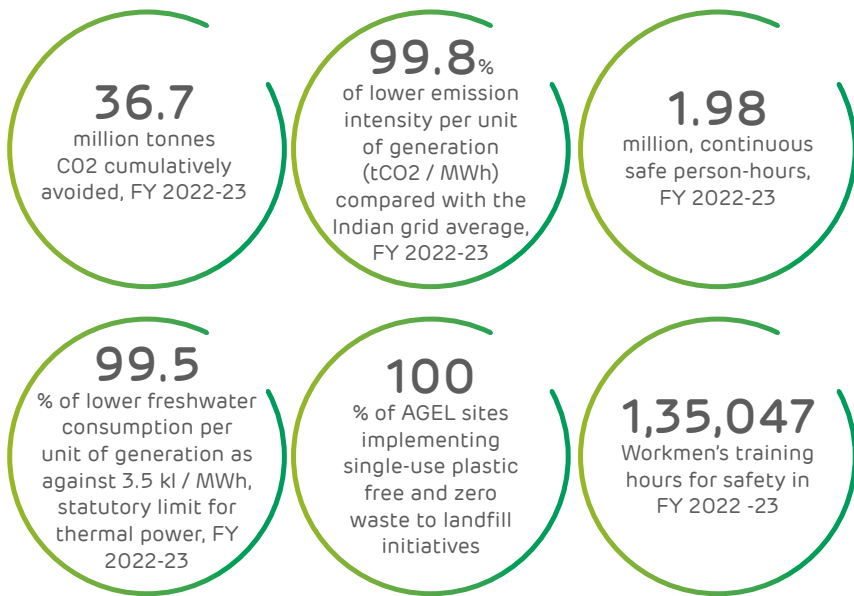 36.7
million tonnes
CO2 cumulatively
avoided, FY 2022-23
99.8%
of lower emission
intensity per unit
of generation
(tCO2 / MWh)
compared with the
Indian grid average,
FY 2022-23
1.98
million, continuous
safe person-hours,
FY 2022-23
99.5
% of lower freshwater
consumption per
unit of generation as
against 3.5 kl / MWh,
statutory limit for
thermal power, FY
2022-23
100
% of AGEL sites
implementing
single-use plastic
free and zero
waste to landfill
initiatives
1,35,047
Workmen's training
hours for safety in
FY 2022 -23